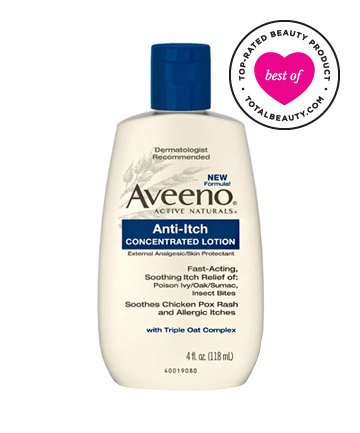 TOP-RATED BEAUTY PRODUCT
best of
TOTALBEAUTY.COM
Dermatologist
Recommended
NEW
Formula!
Aveeno®
ACTIVE NATURALS®
Anti-Itch
CONCENTRATED LOTION
External Analgesic/Skin Protectant
Fast-Acting,
Soothing Itch Relief of:
Poison Ivy/Oak/Sumac,
Insect Bites
Soothes Chicken Pox Rash
and Allergic Itches
with Triple Oat Complex
4 fl. oz. (118 mL)
40019080